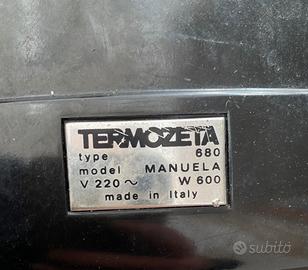 TERMOZETA
type 680
model MANUELA
V 220 ~ W 600
made in Italy
subito